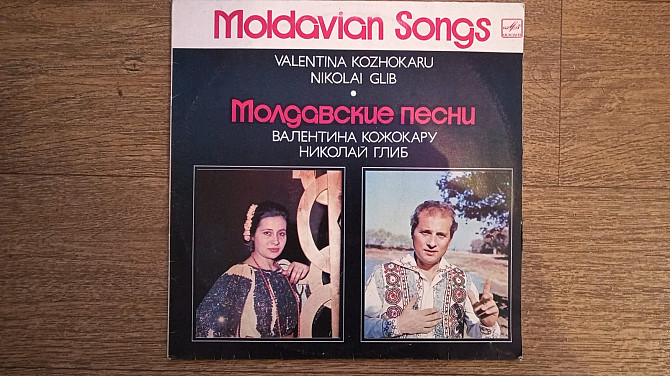 Moldavian Songs
VALENTINA KOZHOKARU
NIKOLAI GLIB
Молдавские песни
ВАЛЕНТИНА КОЖОКАРУ
НИКОЛАЙ ГЛИБ